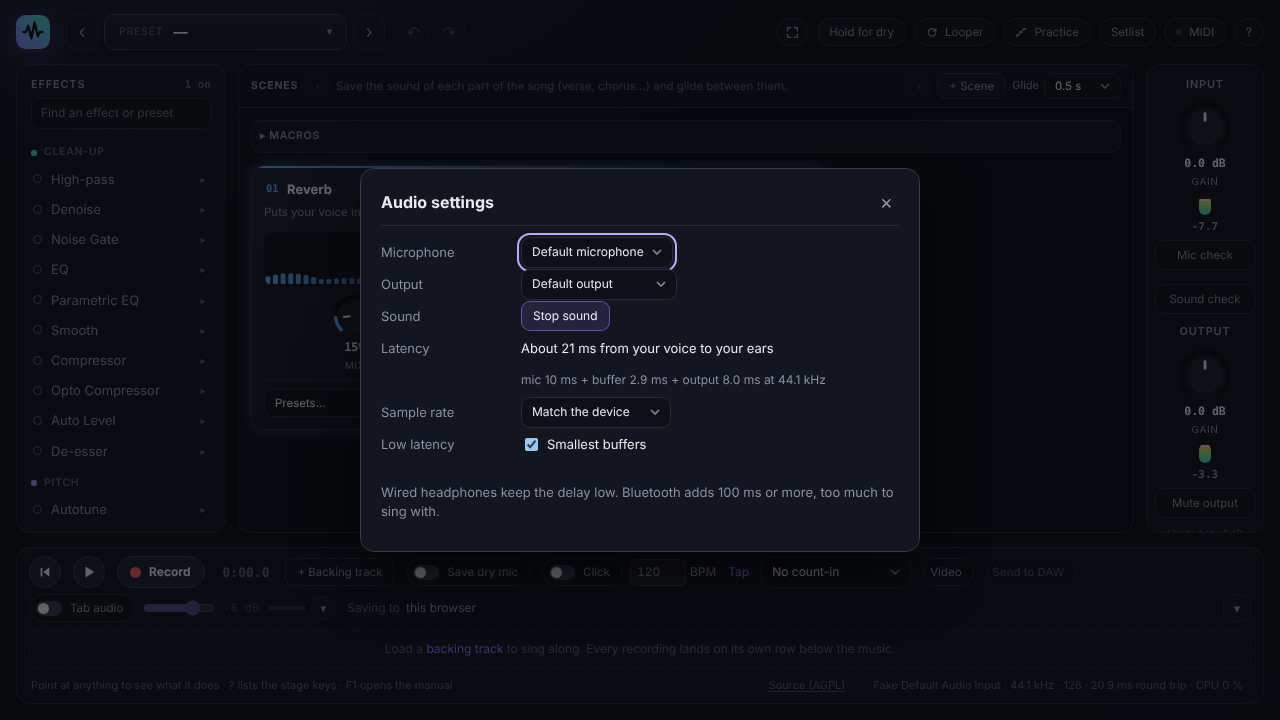 PRESET —
Hold for dry
Looper
Practice
Setlist
MIDI
?
EFFECTS 1 on
Find an effect or preset
CLEAN-UP
High-pass
Denoise
Noise Gate
EQ
Parametric EQ
Smooth
Compressor
Opto Compressor
Auto Level
De-esser
PITCH
Autotune
SCENES
Save the sound of each part of the song (verse, chorus…) and glide between them.
+ Scene
Glide
0.5 s
MACROS
01 Reverb
Puts your voice in
Presets...
Audio settings
Microphone Default microphone
Output Default output
Sound Stop sound
Latency About 21 ms from your voice to your ears
mic 10 ms + buffer 2.9 ms + output 8.0 ms at 44.1 kHz
Sample rate Match the device
Low latency Smallest buffers
Wired headphones keep the delay low. Bluetooth adds 100 ms or more, too much to
sing with.
INPUT
0.0 dB
GAIN
-7.7
Mic check
Sound check
OUTPUT
0.0 dB
GAIN
-3.3
Mute output
Record
0:00.0
+ Backing track
Save dry mic
Click
120 BPM
Tap
No count-in
Video
Send to DAW
Tab audio
-6 dB
Saving to this browser
Load a backing track to sing along. Every recording lands on its own row below the music.
Point at anything to see what it does · ? lists the stage keys · F1 opens the manual
Source (AGPL)
Fake Default Audio Input · 44.1 kHz · 128 · 20.9 ms round trip · CPU 0 %